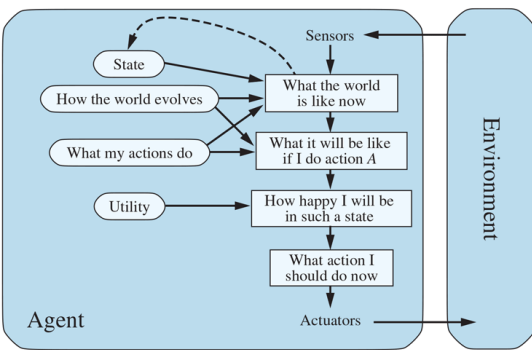 Sensors
State
What the world
is like now
How the world evolves
What it will be like
if I do action A
What my actions do
How happy I will be
in such a state
Utility
What action I
should do now
Agent
Actuators
Environment